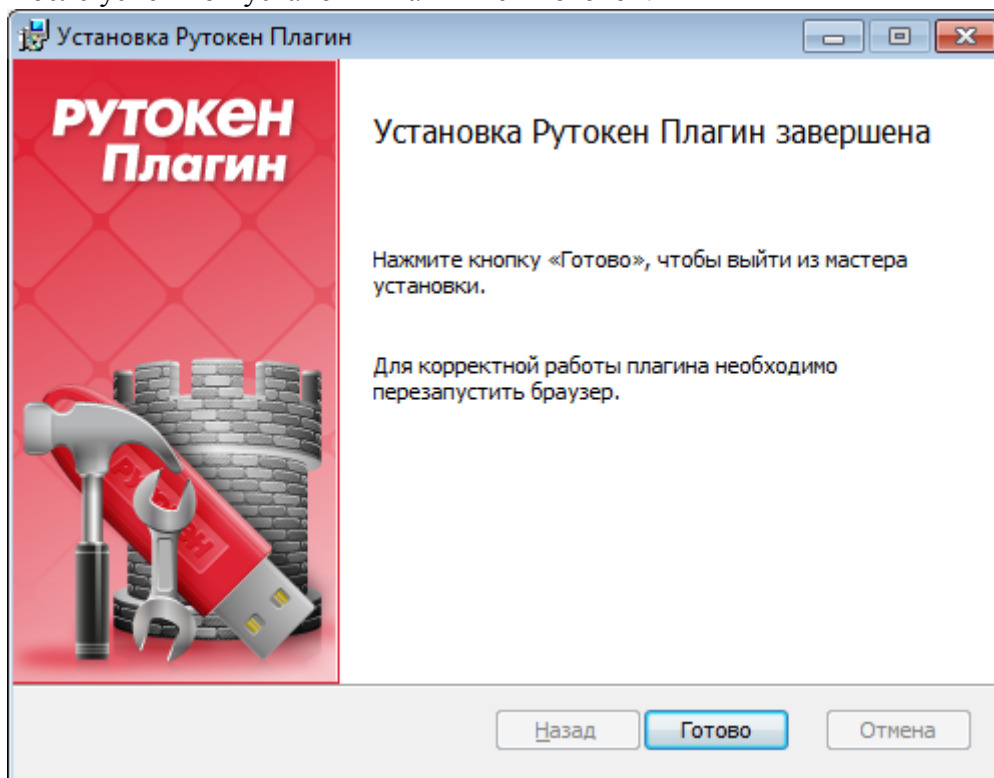 Установка Рутокен Плагин
рутокен
Плагин
Установка Рутокен Плагин завершена
Нажмите кнопку «Готово», чтобы выйти из мастера
установки.
Для корректной работы плагина необходимо
перезапустить браузер.
рутокен
Назад Готово Отмена